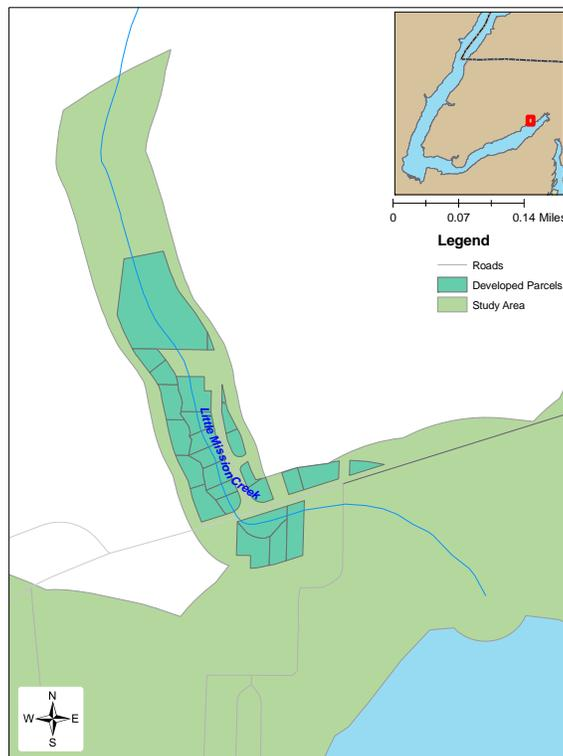 0 0.07 0.14 Miles
Legend
Roads
Developed Parcels
Study Area
Little Mission Creek
N
W E
S